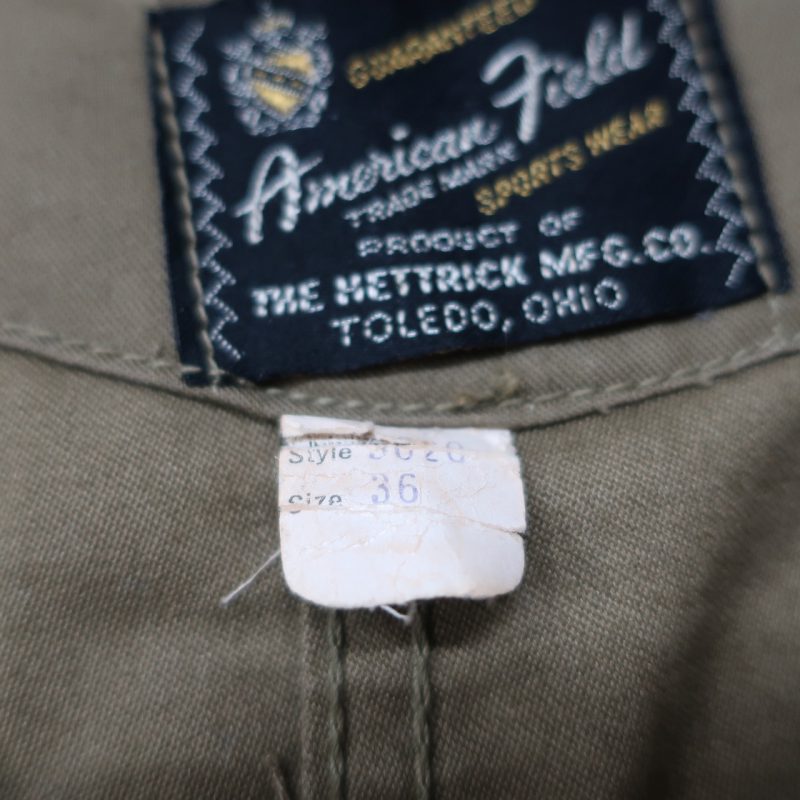 GUARANTEED
American Field
TRADE MARK
SPORTS WEAR
PRODUCT OF
THE HETTRICK MFG. CO.
TOLEDO, OHIO
Style
Size 36